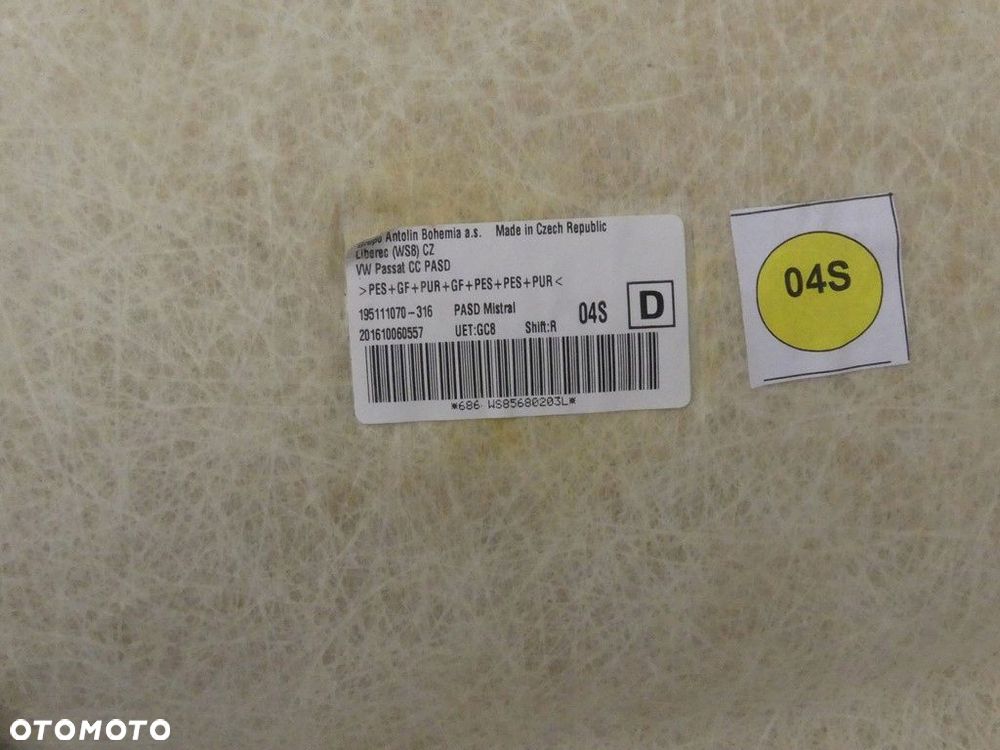 Antolin Bohemia a.s. Made in Czech Republic
Liberec (WS8) CZ
VW Passat CC PASD
>PES+GF+PUR+GF+PES+PES+PUR<
195111070-316 PASD Mistral 04S D
201610060557 UET:GC8 Shift:R
*686 WS85680203L*
04S
OTOMOTO